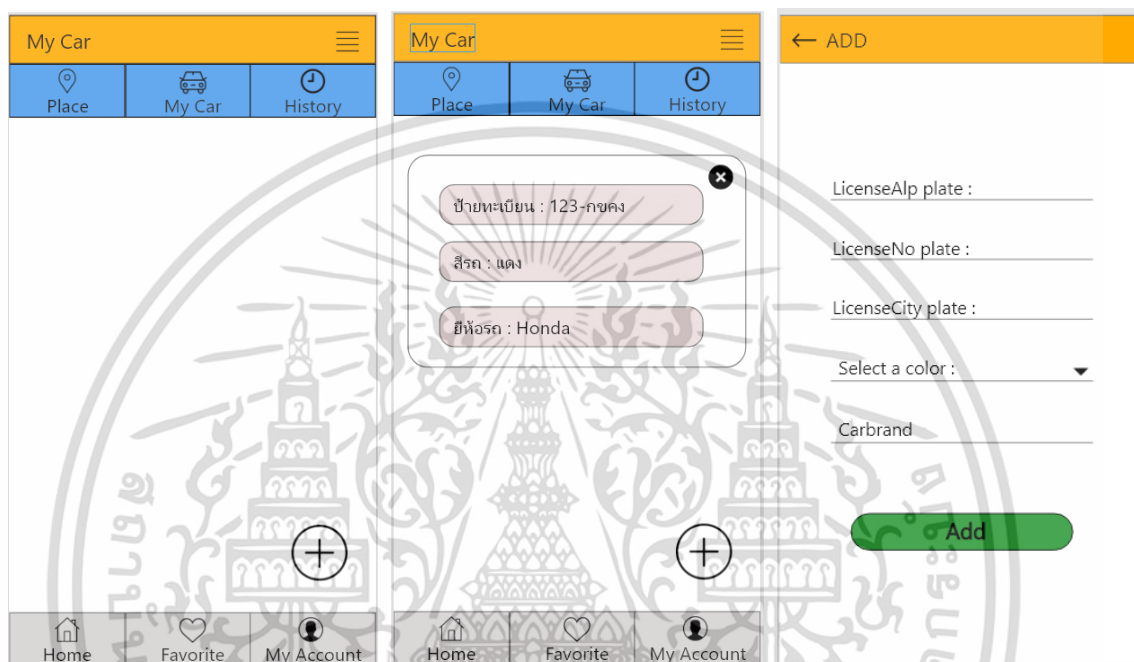 My Car
Place My Car History
Home Favorite My Account
My Car
Place My Car History
ป้ายทะเบียน : 123-กขคง
สีรถ : แดง
ยี่ห้อรถ : Honda
Home Favorite My Account
← ADD
LicenseAlp plate :
LicenseNo plate :
LicenseCity plate :
Select a color :
Carbrand
Add